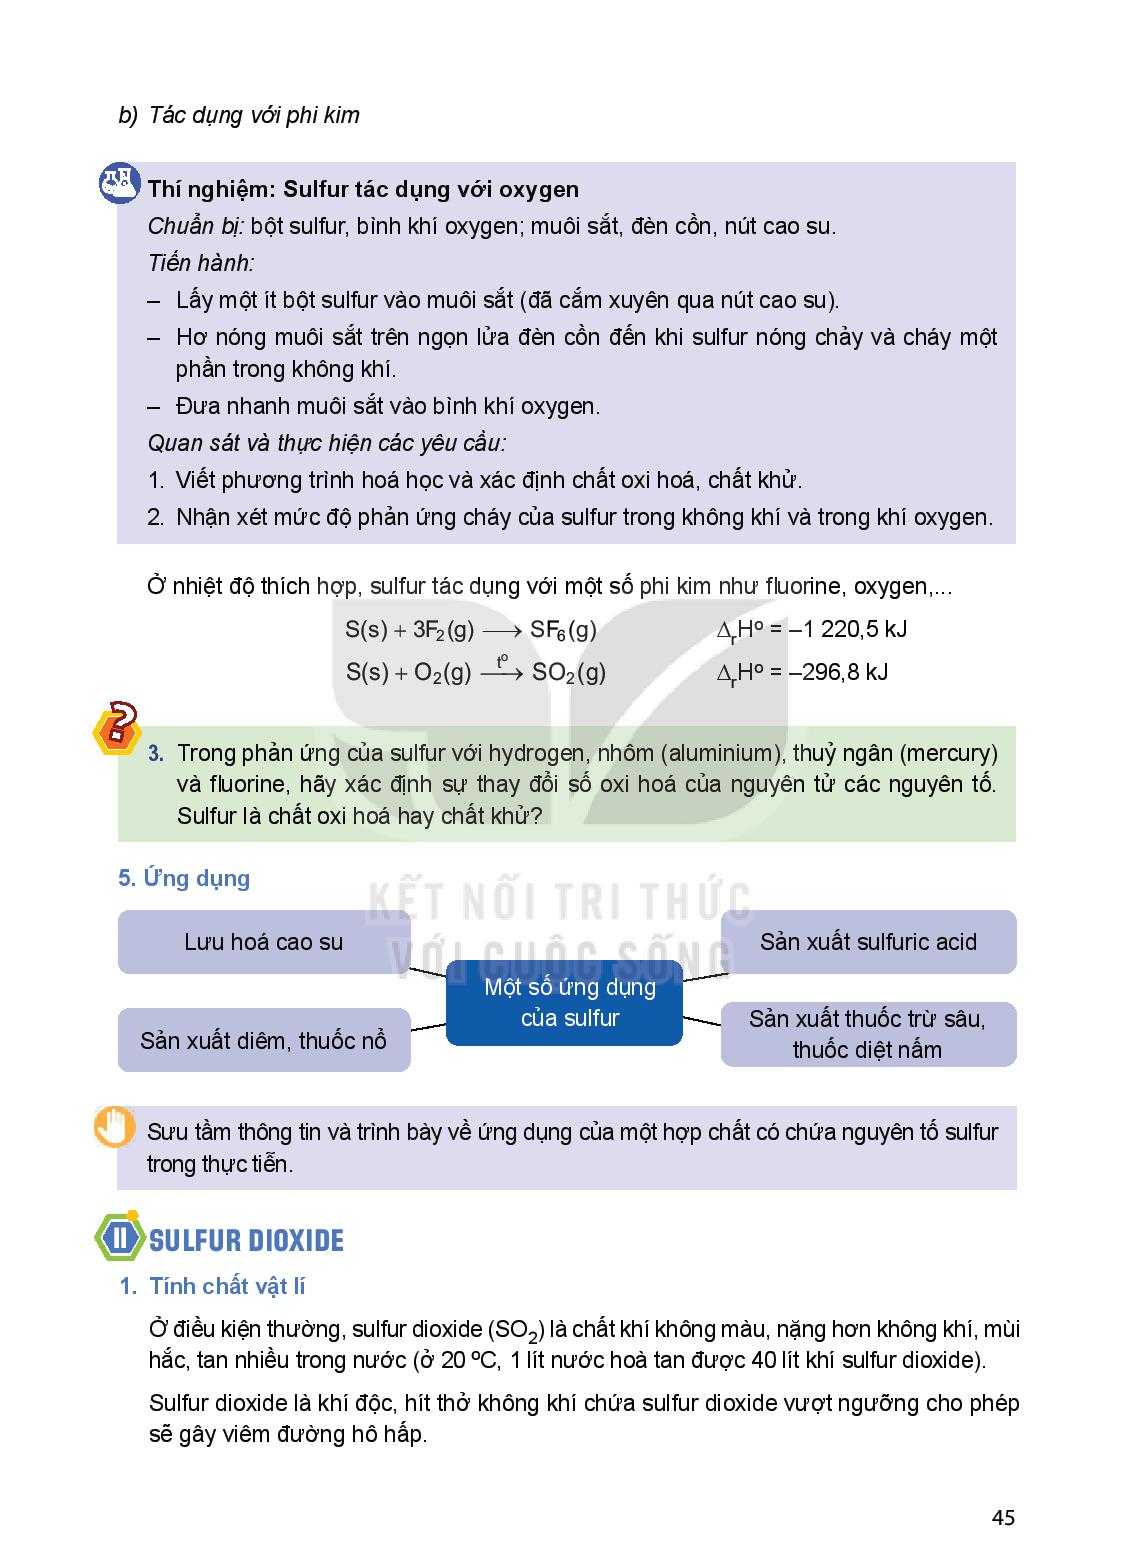 b) Tác dụng với phi kim
Thí nghiệm: Sulfur tác dụng với oxygen
Chuẩn bị: bột sulfur, bình khí oxygen; muôi sắt, đèn cồn, nút cao su.
Tiến hành:
– Lấy một ít bột sulfur vào muôi sắt (đã cắm xuyên qua nút cao su).
– Hơ nóng muôi sắt trên ngọn lửa đèn cồn đến khi sulfur nóng chảy và cháy một
phần trong không khí.
– Đưa nhanh muôi sắt vào bình khí oxygen.
Quan sát và thực hiện các yêu cầu:
1. Viết phương trình hoá học và xác định chất oxi hoá, chất khử.
2. Nhận xét mức độ phản ứng cháy của sulfur trong không khí và trong khí oxygen.
Ở nhiệt độ thích hợp, sulfur tác dụng với một số phi kim như fluorine, oxygen,...
S(s) + 3F₂(g) ⟶ SF₆(g) ΔᵣHº = –1 220,5 kJ
S(s) + O₂(g) ⟶ tº SO₂(g) ΔᵣHº = –296,8 kJ
3. Trong phản ứng của sulfur với hydrogen, nhôm (aluminium), thuỷ ngân (mercury)
và fluorine, hãy xác định sự thay đổi số oxi hoá của nguyên tử các nguyên tố.
Sulfur là chất oxi hoá hay chất khử?
5. Ứng dụng
KẾT NỐI TRI THỨC
VỚI CUỘC SỐNG
Lưu hoá cao su
Sản xuất sulfuric acid
Một số ứng dụng
của sulfur
Sản xuất diêm, thuốc nổ
Sản xuất thuốc trừ sâu,
thuốc diệt nấm
Sưu tầm thông tin và trình bày về ứng dụng của một hợp chất có chứa nguyên tố sulfur
trong thực tiễn.
II SULFUR DIOXIDE
1. Tính chất vật lí
Ở điều kiện thường, sulfur dioxide (SO₂) là chất khí không màu, nặng hơn không khí, mùi
hắc, tan nhiều trong nước (ở 20 ºC, 1 lít nước hoà tan được 40 lít khí sulfur dioxide).
Sulfur dioxide là khí độc, hít thở không khí chứa sulfur dioxide vượt ngưỡng cho phép
sẽ gây viêm đường hô hấp.
45